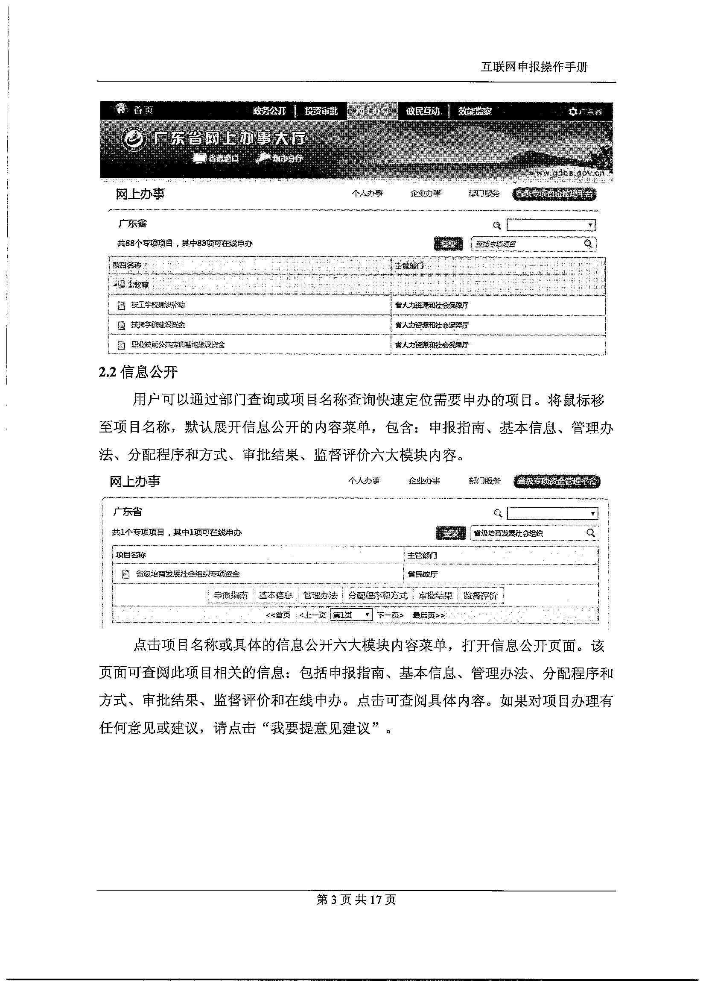 互联网申报操作手册
首页 政务公开 投资审批 网上办事 政民互动 效能监察 广东省
广东省网上办事大厅
省直窗口 地市分厅
www.gdbs.gov.cn
网上办事 个人办事 企业办事 部门服务 省级专项资金管理平台
广东省
共88个专项项目，其中88项可在线申办 登录 查找专项项目
项目名称 主管部门
1.教育
技工学校建设补助 省人力资源和社会保障厅
技师学院建设资金 省人力资源和社会保障厅
职业技能公共实训基地建设资金 省人力资源和社会保障厅
2.2 信息公开
用户可以通过部门查询或项目名称查询快速定位需要申办的项目。将鼠标移
至项目名称，默认展开信息公开的内容菜单，包含：申报指南、基本信息、管理办
法、分配程序和方式、审批结果、监督评价六大模块内容。
网上办事 个人办事 企业办事 部门服务 省级专项资金管理平台
广东省
共1个专项项目，其中1项可在线申办 登录 省级培育发展社会组织
项目名称 主管部门
省级培育发展社会组织专项资金 省民政厅
申报指南 基本信息 管理办法 分配程序和方式 审批结果 监督评价
<<首页 <上一页 第1页 下一页> 最后页>>
点击项目名称或具体的信息公开六大模块内容菜单，打开信息公开页面。该
页面可查阅此项目相关的信息：包括申报指南、基本信息、管理办法、分配程序和
方式、审批结果、监督评价和在线申办。点击可查阅具体内容。如果对项目办理有
任何意见或建议，请点击“我要提意见建议”。
第 3 页 共 17 页